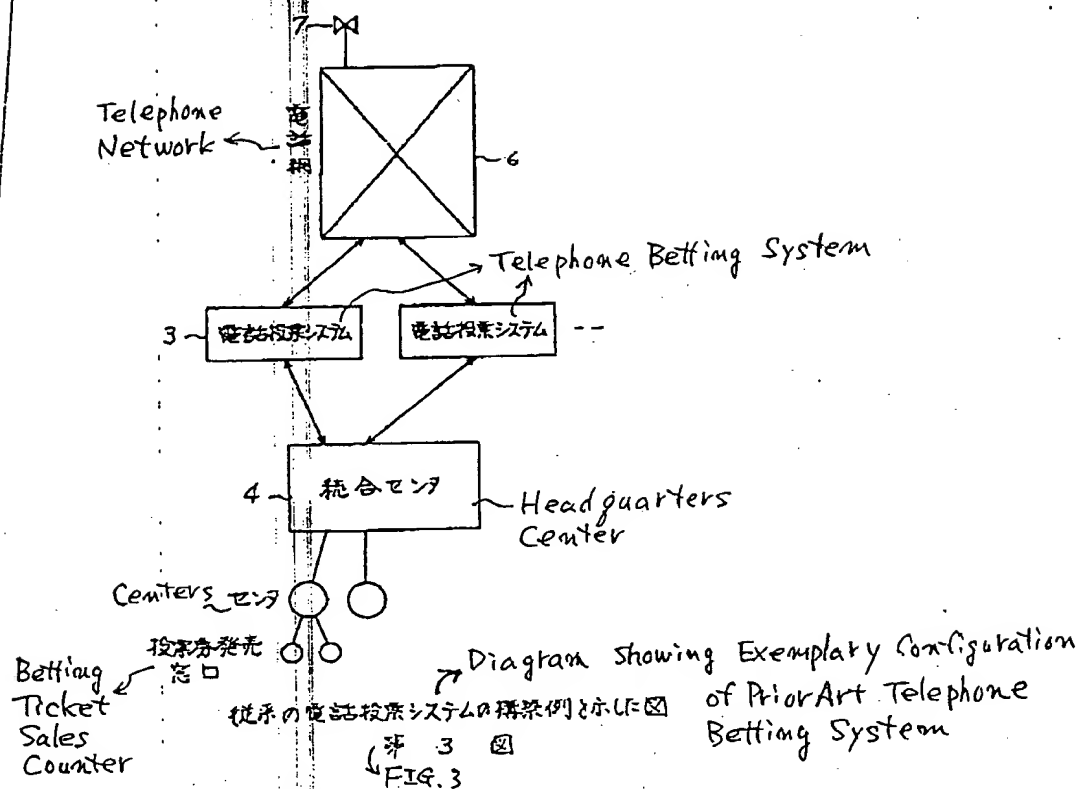 7
Telephone
Network
電話網
6
Telephone Betting System
3
電話投票システム
電話投票システム
--
4
統合センタ
Headquarters
Center
Centers
センタ
投票券発売
窓口
Betting
Ticket
Sales
Counter
従来の電話投票システムの構築例を示した図
第 3 図
FIG.3
Diagram Showing Exemplary Configuration
of Prior Art Telephone
Betting System